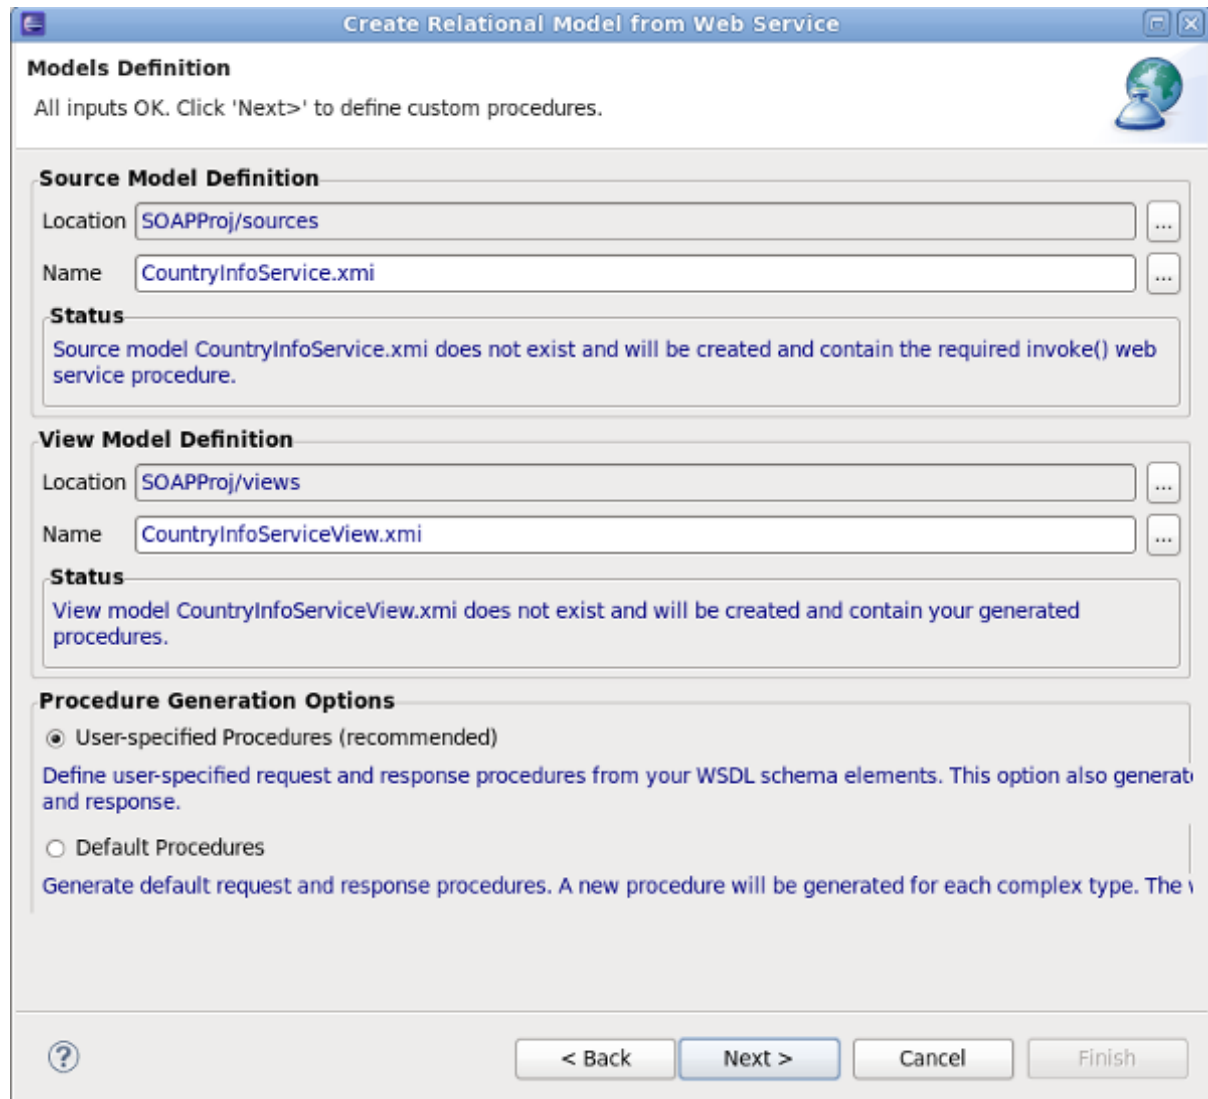 Create Relational Model from Web Service
Models Definition
All inputs OK. Click 'Next>' to define custom procedures.
Source Model Definition
Location SOAPProj/sources ...
Name CountryInfoService.xmi ...
Status
Source model CountryInfoService.xmi does not exist and will be created and contain the required invoke() web
service procedure.
View Model Definition
Location SOAPProj/views ...
Name CountryInfoServiceView.xmi ...
Status
View model CountryInfoServiceView.xmi does not exist and will be created and contain your generated
procedures.
Procedure Generation Options
User-specified Procedures (recommended)
Define user-specified request and response procedures from your WSDL schema elements. This option also
and response.
Default Procedures
Generate default request and response procedures. A new procedure will be generated for each complex type. The
? < Back Next > Cancel Finish